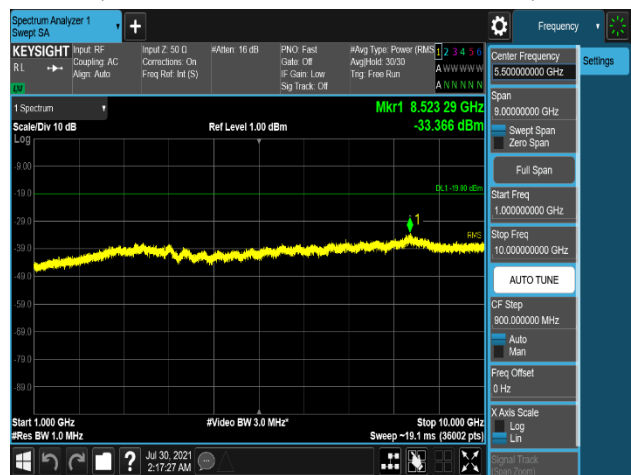 Spectrum Analyzer 1
Swept SA
Frequency
KEYSIGHT
Input: RF
Input Z: 50 Ω
#Atten: 16 dB
PNO: Fast
#Avg Type: Power (RMS
1 2 3 4 5 6
RL
Coupling: AC
Corrections: On
Gate: Off
Avg|Hold: 30/30
A W W W W W
Align: Auto
Freq Ref: Int (S)
IF Gain: Low
Trig: Free Run
Sig Track: Off
A N N N N N
LXI
1 Spectrum
Mkr1 8.523 29 GHz
Scale/Div 10 dB
Ref Level 1.00 dBm
-33.366 dBm
Log
-9.00
-19.0
DL1 -19.00 dBm
-29.0
1
RMS
-39.0
-49.0
-59.0
-69.0
-79.0
-89.0
Start 1.000 GHz
#Video BW 3.0 MHz*
Stop 10.000 GHz
#Res BW 1.0 MHz
Sweep ~19.1 ms (36002 pts)
Jul 30, 2021
2:17:27 AM
?
Center Frequency
5.500000000 GHz
Settings
Span
9.00000000 GHz
Swept Span
Zero Span
Full Span
Start Freq
1.000000000 GHz
Stop Freq
10.000000000 GHz
AUTO TUNE
CF Step
900.000000 MHz
Auto
Man
Freq Offset
0 Hz
X Axis Scale
Log
Lin
Signal Track
(Span Zoom)